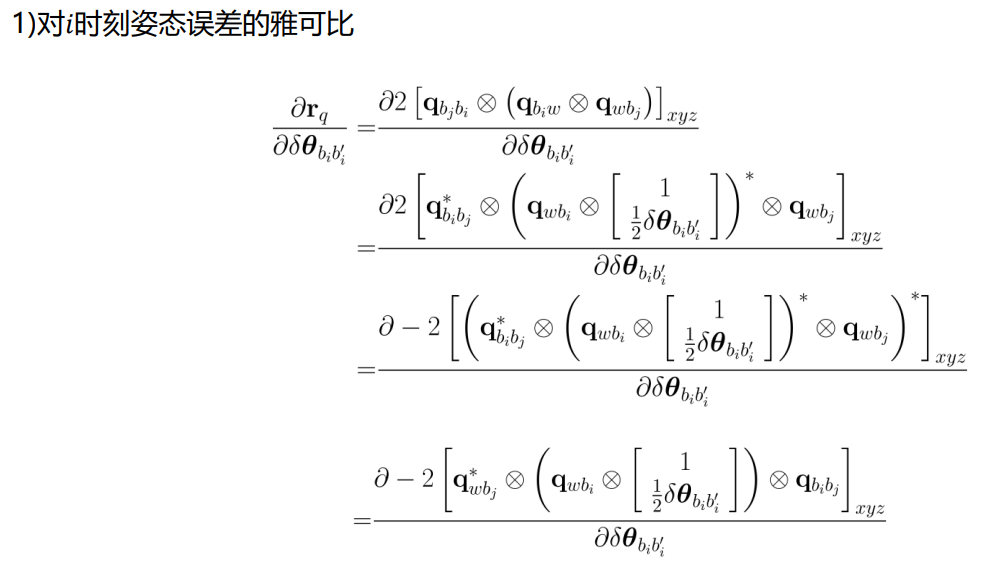 1)对i时刻姿态误差的雅可比
\frac{\partial \mathbf{r}_q}{\partial \delta \boldsymbol{\theta}_{b_i b_i'}} = \frac{\partial 2 \left[ \mathbf{q}_{b_j b_i} \otimes \left( \mathbf{q}_{b_i w} \otimes \mathbf{q}_{w b_j} \right) \right]_{xyz}}{\partial \delta \boldsymbol{\theta}_{b_i b_i'}}
= \frac{\partial 2 \left[ \mathbf{q}_{b_i b_j}^* \otimes \left( \mathbf{q}_{w b_i} \otimes \begin{bmatrix} 1 \\ \frac{1}{2} \delta \boldsymbol{\theta}_{b_i b_i'} \end{bmatrix} \right)^* \otimes \mathbf{q}_{w b_j} \right]_{xyz}}{\partial \delta \boldsymbol{\theta}_{b_i b_i'}}
= \frac{\partial - 2 \left[ \left( \mathbf{q}_{b_i b_j}^* \otimes \left( \mathbf{q}_{w b_i} \otimes \begin{bmatrix} 1 \\ \frac{1}{2} \delta \boldsymbol{\theta}_{b_i b_i'} \end{bmatrix} \right)^* \otimes \mathbf{q}_{w b_j} \right)^* \right]_{xyz}}{\partial \delta \boldsymbol{\theta}_{b_i b_i'}}
= \frac{\partial - 2 \left[ \mathbf{q}_{w b_j}^* \otimes \left( \mathbf{q}_{w b_i} \otimes \begin{bmatrix} 1 \\ \frac{1}{2} \delta \boldsymbol{\theta}_{b_i b_i'} \end{bmatrix} \right) \otimes \mathbf{q}_{b_i b_j} \right]_{xyz}}{\partial \delta \boldsymbol{\theta}_{b_i b_i'}}